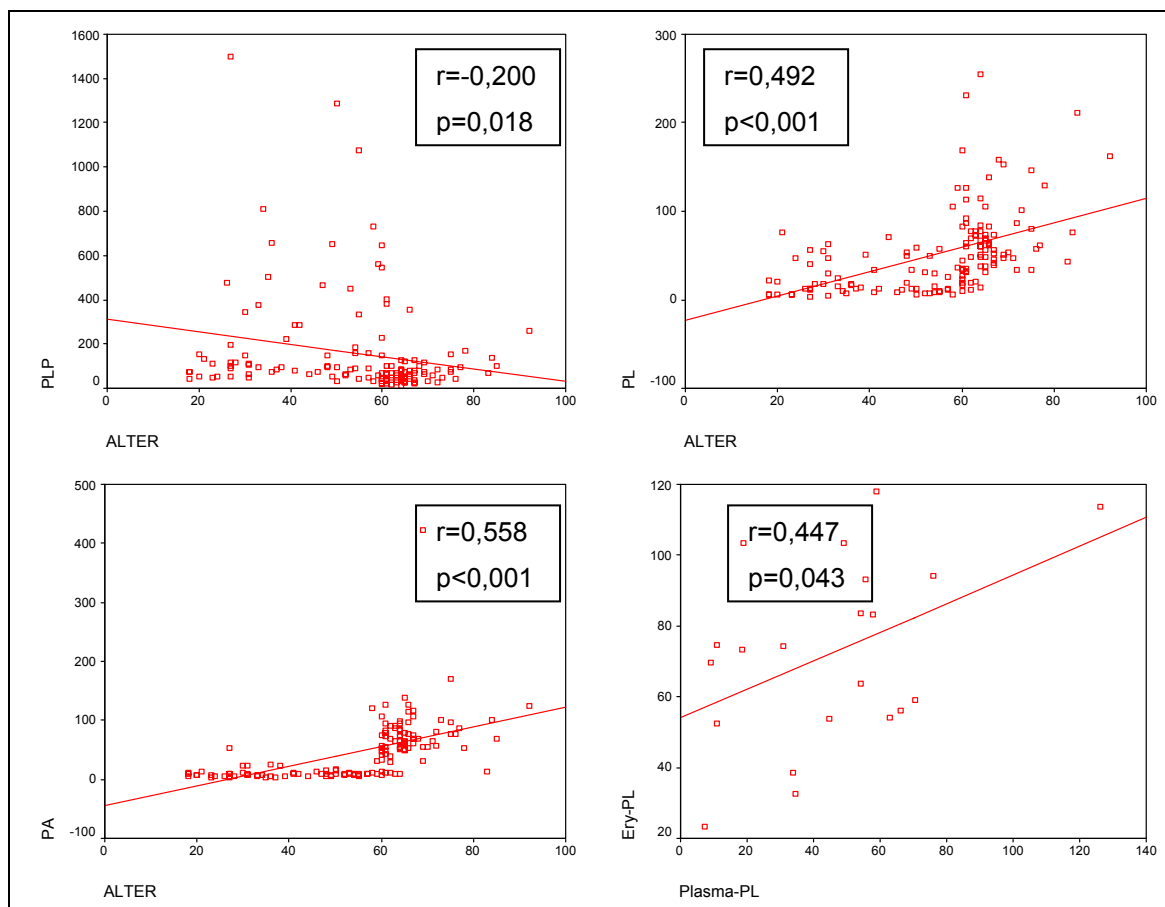 1600
1400
1200
1000
800
600
400
200
0
PLP
0 20 40 60 80 100
ALTER
r=-0,200
p=0,018
300
200
100
0
-100
PL
0 20 40 60 80 100
ALTER
r=0,492
p<0,001
500
400
300
200
100
0
-100
PA
0 20 40 60 80 100
ALTER
r=0,558
p<0,001
120
100
80
60
40
20
Ery-PL
0 20 40 60 80 100 120 140
Plasma-PL
r=0,447
p=0,043